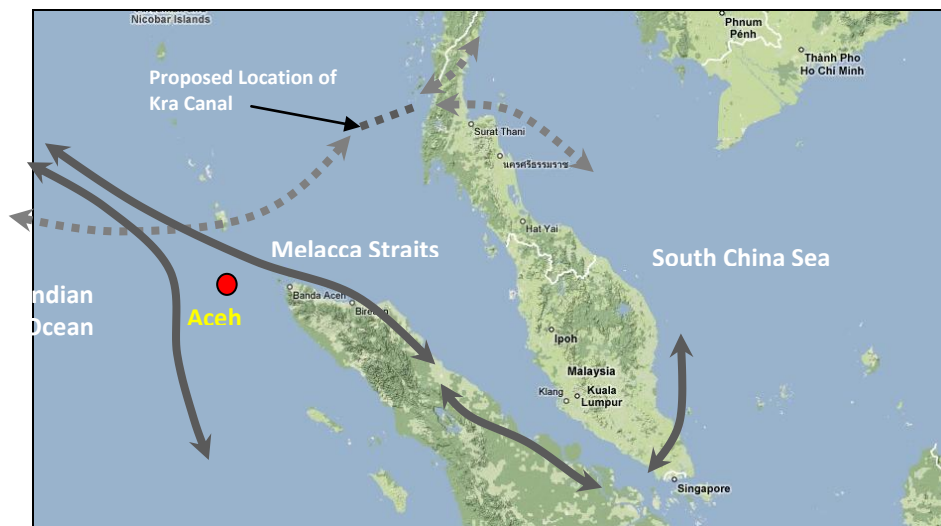 Nicobar Islands
Phnum
Pénh
Thành Pho
Ho Chí Minh
Proposed Location of
Kra Canal
Surat Thani
นครศรีธรรมราช
Hat Yai
Melacca Straits
South China Sea
ndian
Ocean
Banda Aceh
Aceh
Ipoh
Malaysia
Klang
Kuala
Lumpur
Singapore